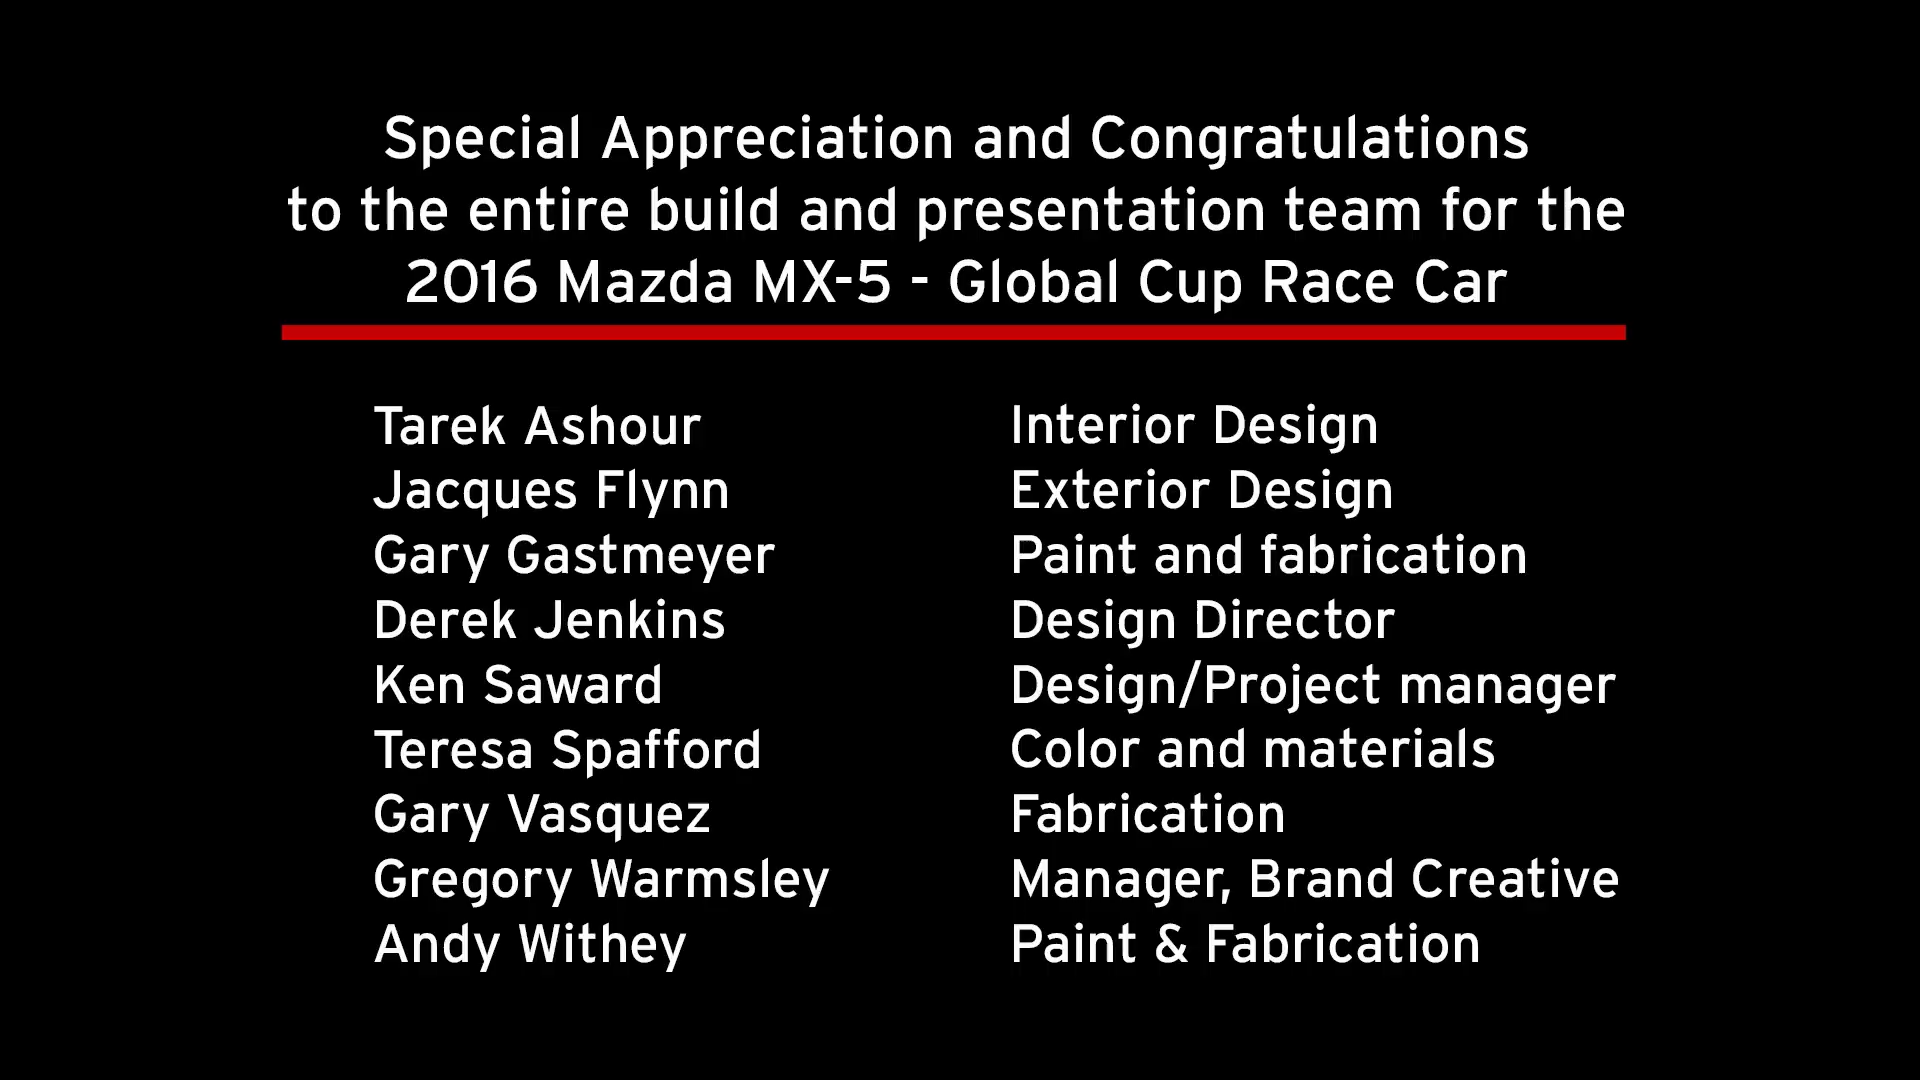 Special Appreciation and Congratulations
to the entire build and presentation team for the
2016 Mazda MX-5 - Global Cup Race Car
Tarek Ashour Interior Design
Jacques Flynn Exterior Design
Gary Gastmeyer Paint and fabrication
Derek Jenkins Design Director
Ken Saward Design/Project manager
Teresa Spafford Color and materials
Gary Vasquez Fabrication
Gregory Warmsley Manager, Brand Creative
Andy Withey Paint & Fabrication